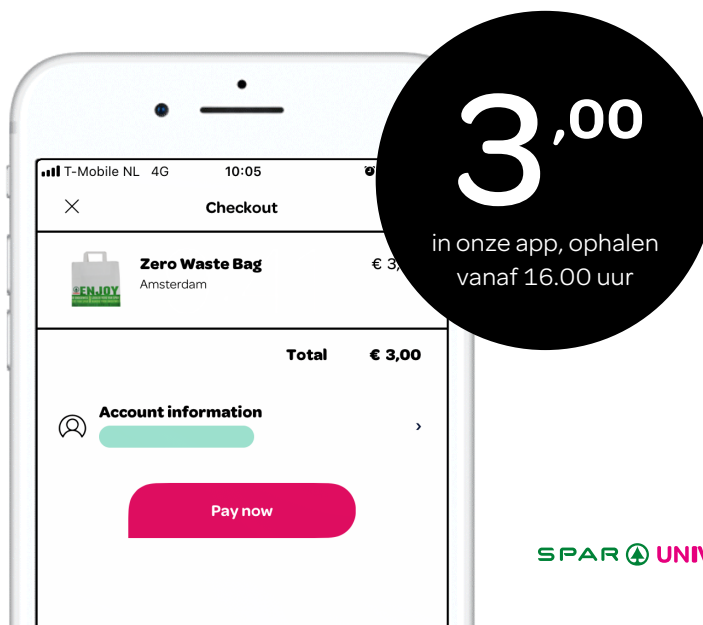 3,00
in onze app, ophalen
vanaf 16.00 uur
T-Mobile NL 4G 10:05
Checkout
Zero Waste Bag € 3,
Amsterdam
ENJOY
Total € 3,00
Account information
Pay now
SPAR UNIV